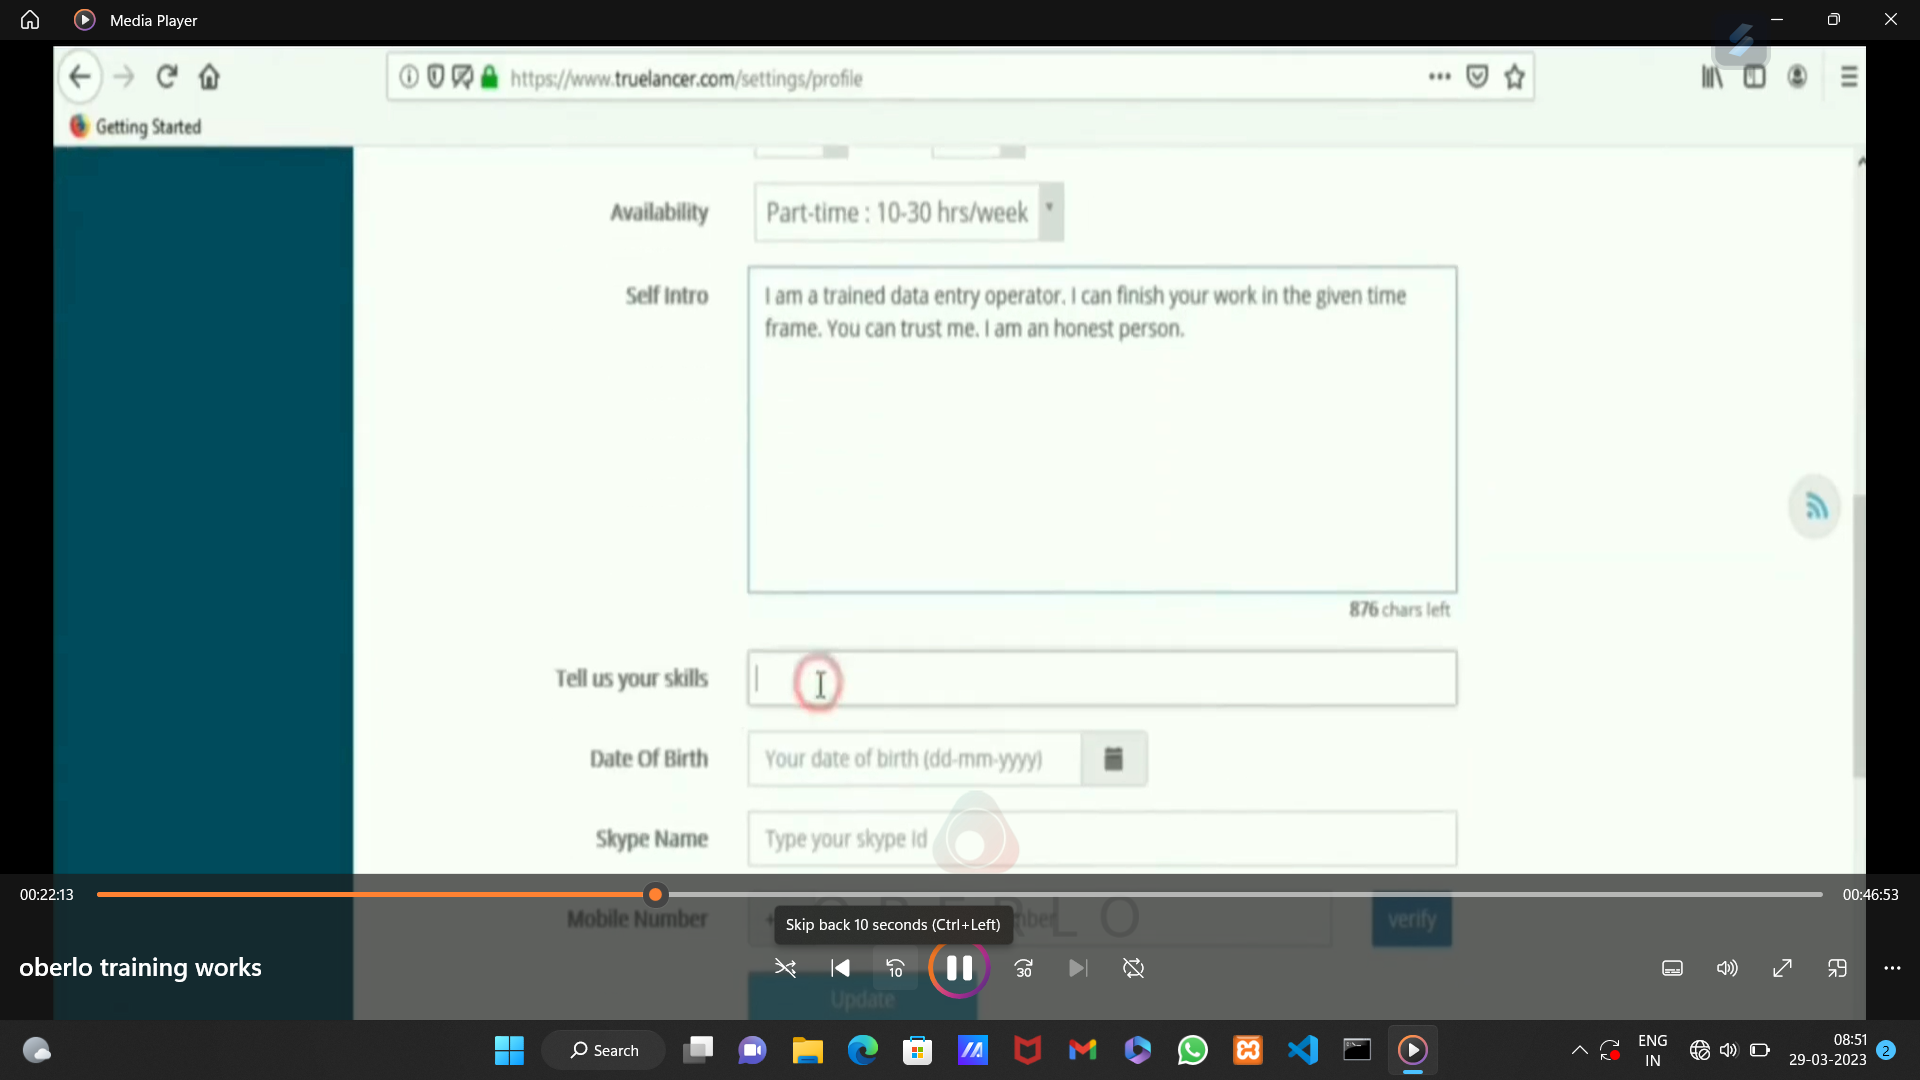 Media Player
https://www.truelancer.com/settings/profile
Getting Started
Availability
Part-time : 10-30 hrs/week
Self Intro
I am a trained data entry operator. I can finish your work in the given time
frame. You can trust me. I am an honest person.
876 chars left
Tell us your skills
Date Of Birth
Your date of birth (dd-mm-yyyy)
Skype Name
Type your skype Id
00:22:13
00:46:53
Mobile Number
verify
Skip back 10 seconds (Ctrl+Left)
L O
oberlo training works
10
30
Update
Search
ENG
IN
08:51
29-03-2023
2